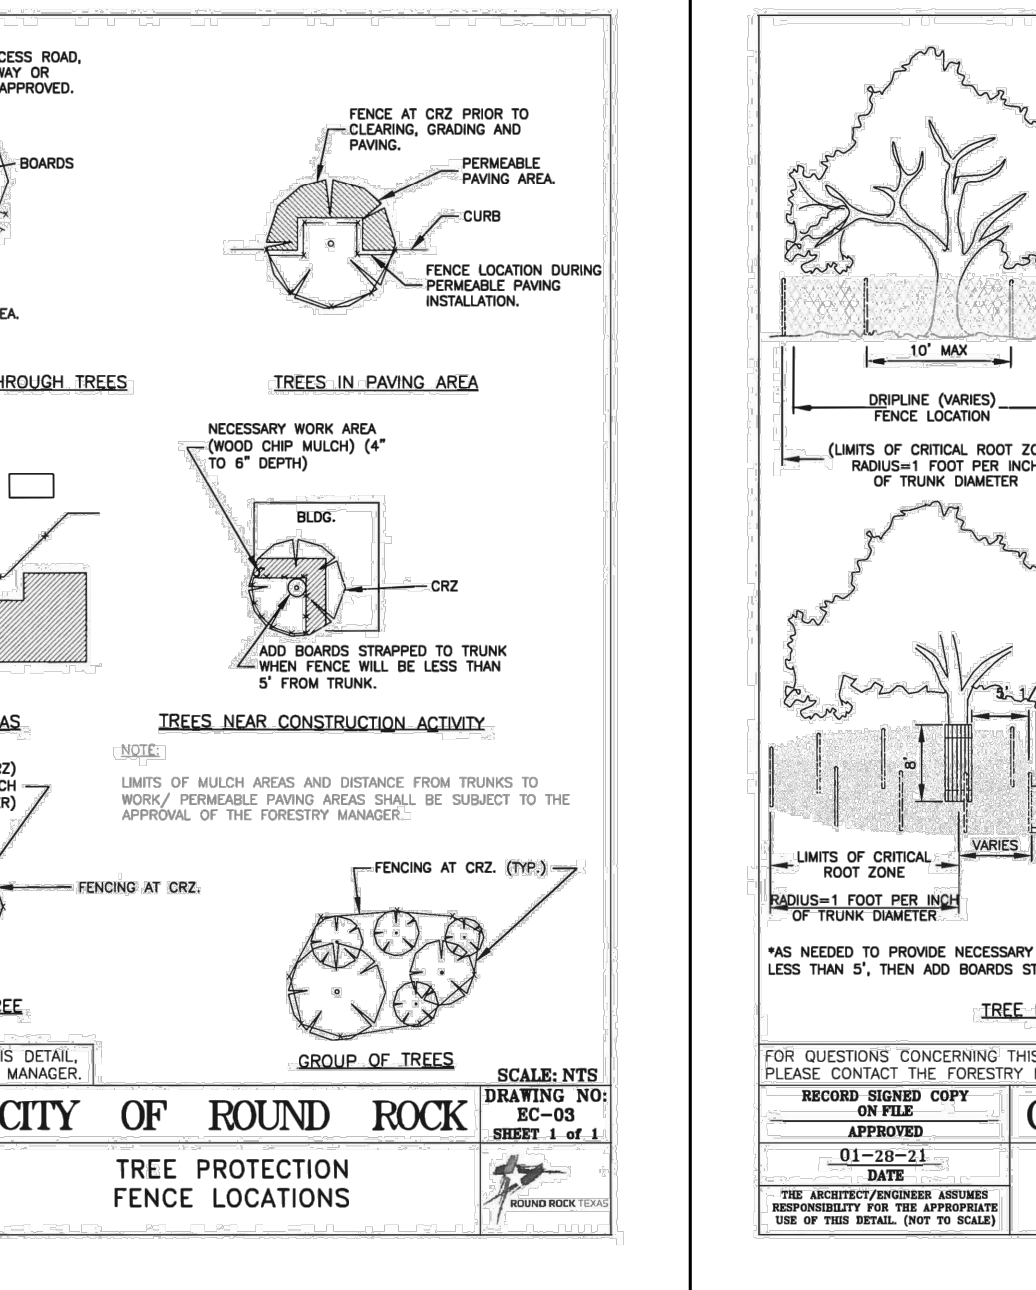 CESS ROAD,
WAY OR
APPROVED.
BOARDS
EA.
HROUGH TREES
FENCE AT CRZ PRIOR TO
CLEARING, GRADING AND
PAVING.
PERMEABLE
PAVING AREA.
CURB
FENCE LOCATION DURING
PERMEABLE PAVING
INSTALLATION.
TREES IN PAVING AREA
NECESSARY WORK AREA
(WOOD CHIP MULCH) (4"
TO 6" DEPTH)
BLDG.
CRZ
ADD BOARDS STRAPPED TO TRUNK
WHEN FENCE WILL BE LESS THAN
5' FROM TRUNK.
AS
TREES NEAR CONSTRUCTION ACTIVITY
NOTE:
LIMITS OF MULCH AREAS AND DISTANCE FROM TRUNKS TO
WORK/ PERMEABLE PAVING AREAS SHALL BE SUBJECT TO THE
APPROVAL OF THE FORESTRY MANAGER.
RZ)
CH
ER)
FENCING AT CRZ.
EE
FENCING AT CRZ. (TYP.)
GROUP OF TREES
IS DETAIL,
MANAGER.
SCALE: NTS
CITY OF ROUND ROCK
DRAWING NO:
EC-03
SHEET 1 of 1
TREE PROTECTION
FENCE LOCATIONS
ROUND ROCK TEXAS
10' MAX
DRIPLINE (VARIES)
FENCE LOCATION
(LIMITS OF CRITICAL ROOT ZO
RADIUS=1 FOOT PER INCH
OF TRUNK DIAMETER
8'
VARIES
LIMITS OF CRITICAL
ROOT ZONE
RADIUS=1 FOOT PER INCH
OF TRUNK DIAMETER
*AS NEEDED TO PROVIDE NECESSARY
LESS THAN 5', THEN ADD BOARDS ST
TREE
FOR QUESTIONS CONCERNING THIS
PLEASE CONTACT THE FORESTRY
RECORD SIGNED COPY
ON FILE
APPROVED
01-28-21
DATE
THE ARCHITECT/ENGINEER ASSUMES
RESPONSIBILITY FOR THE APPROPRIATE
USE OF THIS DETAIL. (NOT TO SCALE)